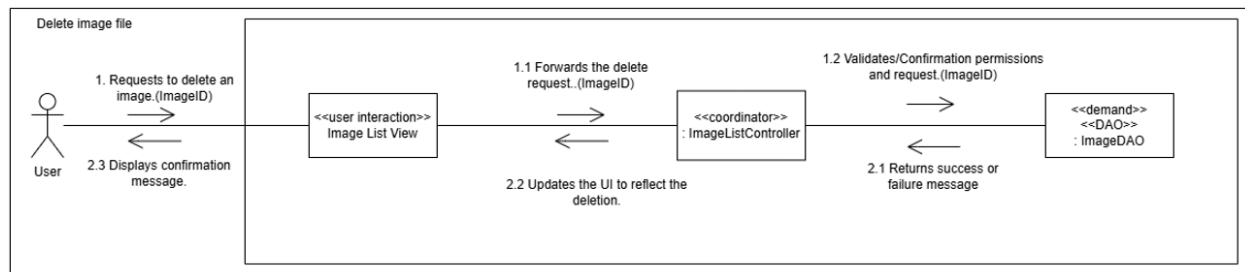 Delete image file
1. Requests to delete an
image.(ImageID)
2.3 Displays confirmation
message.
User
<<user interaction>>
Image List View
1.1 Forwards the delete
request..(ImageID)
2.2 Updates the UI to reflect the
deletion.
<<coordinator>>
: ImageListController
1.2 Validates/Confirmation permissions
and request.(ImageID)
2.1 Returns success or
failure message
<<demand>>
<<DAO>>
: ImageDAO